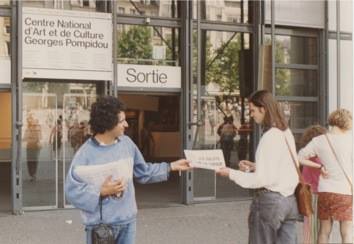 Centre National
d'Art et de Culture
Georges Pompidou
Sortie